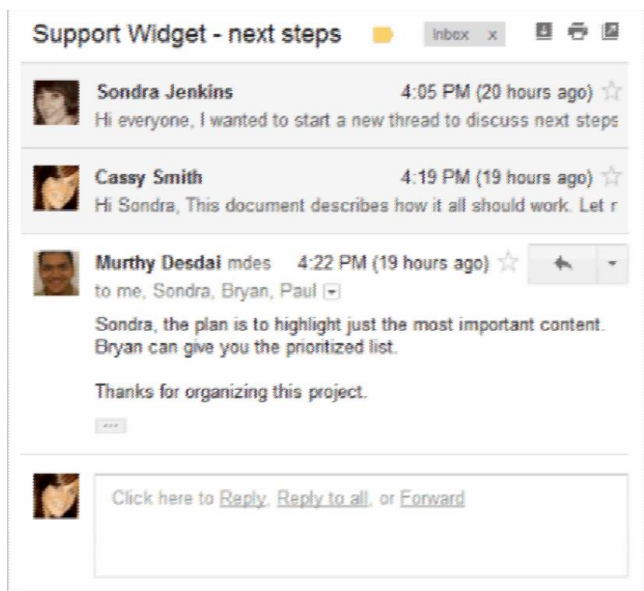 Support Widget - next steps
Inbox x
Sondra Jenkins 4:05 PM (20 hours ago)
Hi everyone, I wanted to start a new thread to discuss next steps
Cassy Smith 4:19 PM (19 hours ago)
Hi Sondra, This document describes how it all should work. Let r
Murthy Desdai mdes 4:22 PM (19 hours ago)
to me, Sondra, Bryan, Paul
Sondra, the plan is to highlight just the most important content.
Bryan can give you the prioritized list.
Thanks for organizing this project.
Click here to Reply, Reply to all, or Forward